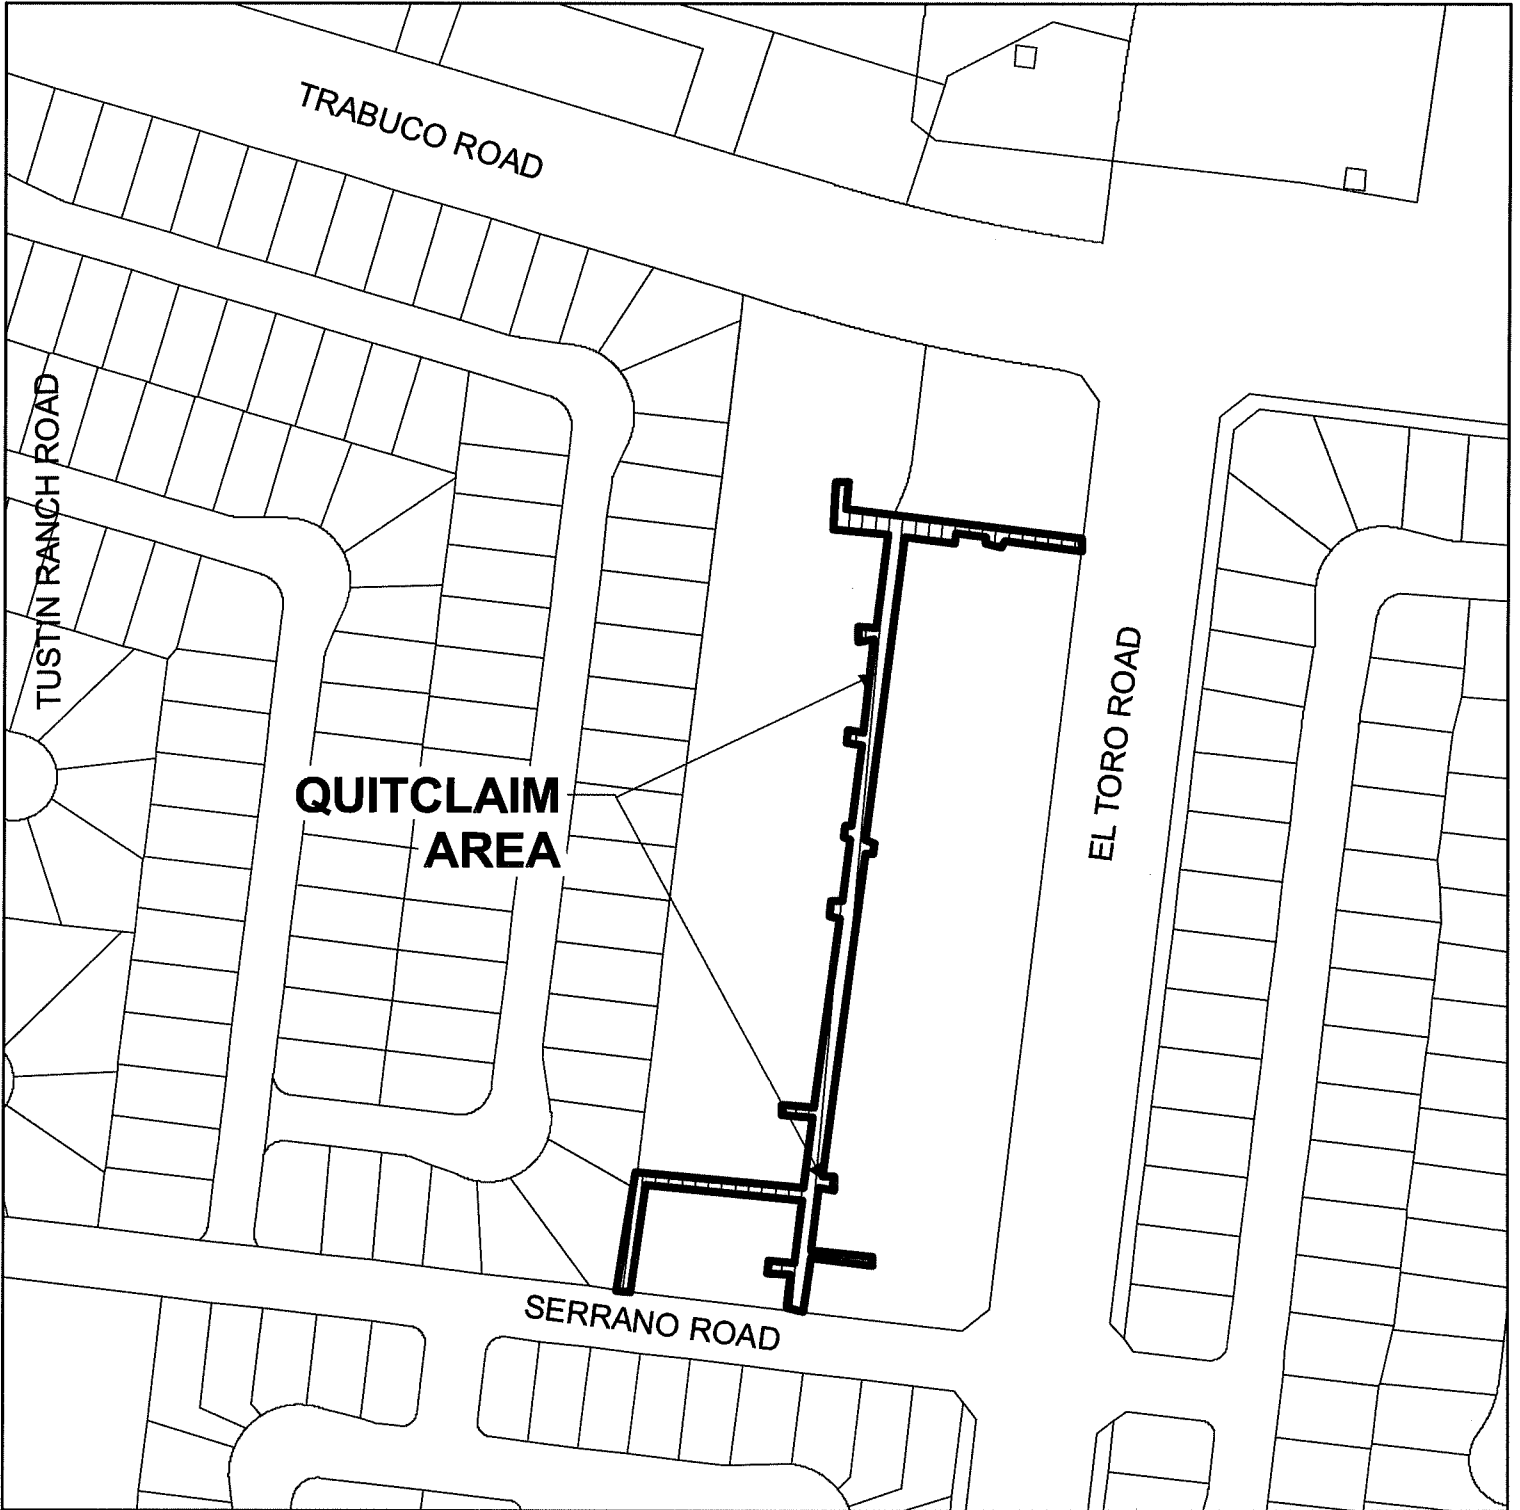 TRABUCO ROAD
TUSTIN RANCH ROAD
EL TORO ROAD
QUITCLAIM
AREA
SERRANO ROAD